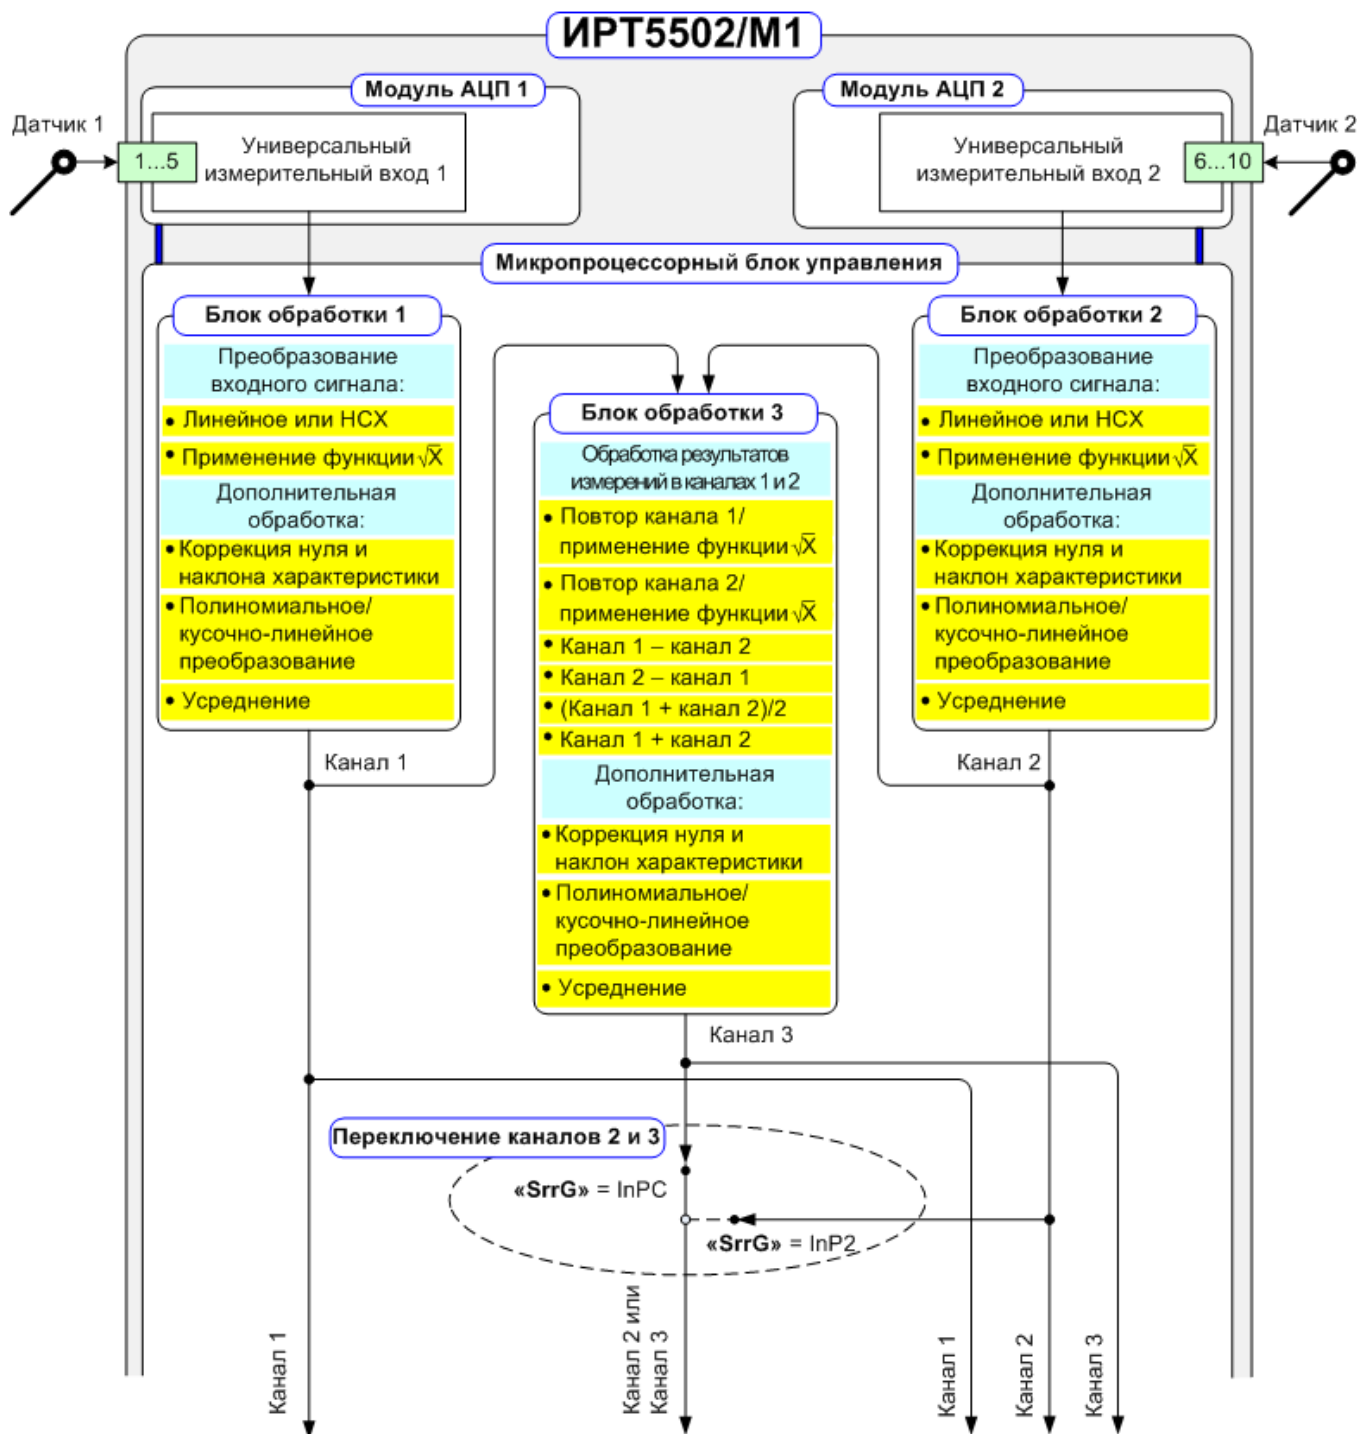 ИРТ5502/М1
Модуль АЦП 1
Модуль АЦП 2
Датчик 1
Датчик 2
1...5
Универсальный
измерительный вход 1
Универсальный
измерительный вход 2
6...10
Микропроцессорный блок управления
Блок обработки 1
Преобразование
входного сигнала:
• Линейное или НСХ
• Применение функции √X
Дополнительная
обработка:
• Коррекция нуля и
наклона характеристики
• Полиномиальное/
кусочно-линейное
преобразование
• Усреднение
Блок обработки 2
Преобразование
входного сигнала:
• Линейное или НСХ
• Применение функции √X
Дополнительная
обработка:
• Коррекция нуля и
наклон характеристики
• Полиномиальное/
кусочно-линейное
преобразование
• Усреднение
Блок обработки 3
Обработка результатов
измерений в каналах 1 и 2
• Повтор канала 1/
применение функции √X
• Повтор канала 2/
применение функции √X
• Канал 1 – канал 2
• Канал 2 – канал 1
• (Канал 1 + канал 2)/2
• Канал 1 + канал 2
Дополнительная
обработка:
• Коррекция нуля и
наклон характеристики
• Полиномиальное/
кусочно-линейное
преобразование
• Усреднение
Канал 1
Канал 2
Канал 3
Переключение каналов 2 и 3
«SrrG» = InPC
«SrrG» = InP2
Канал 1
Канал 2 или
Канал 3
Канал 1
Канал 2
Канал 3